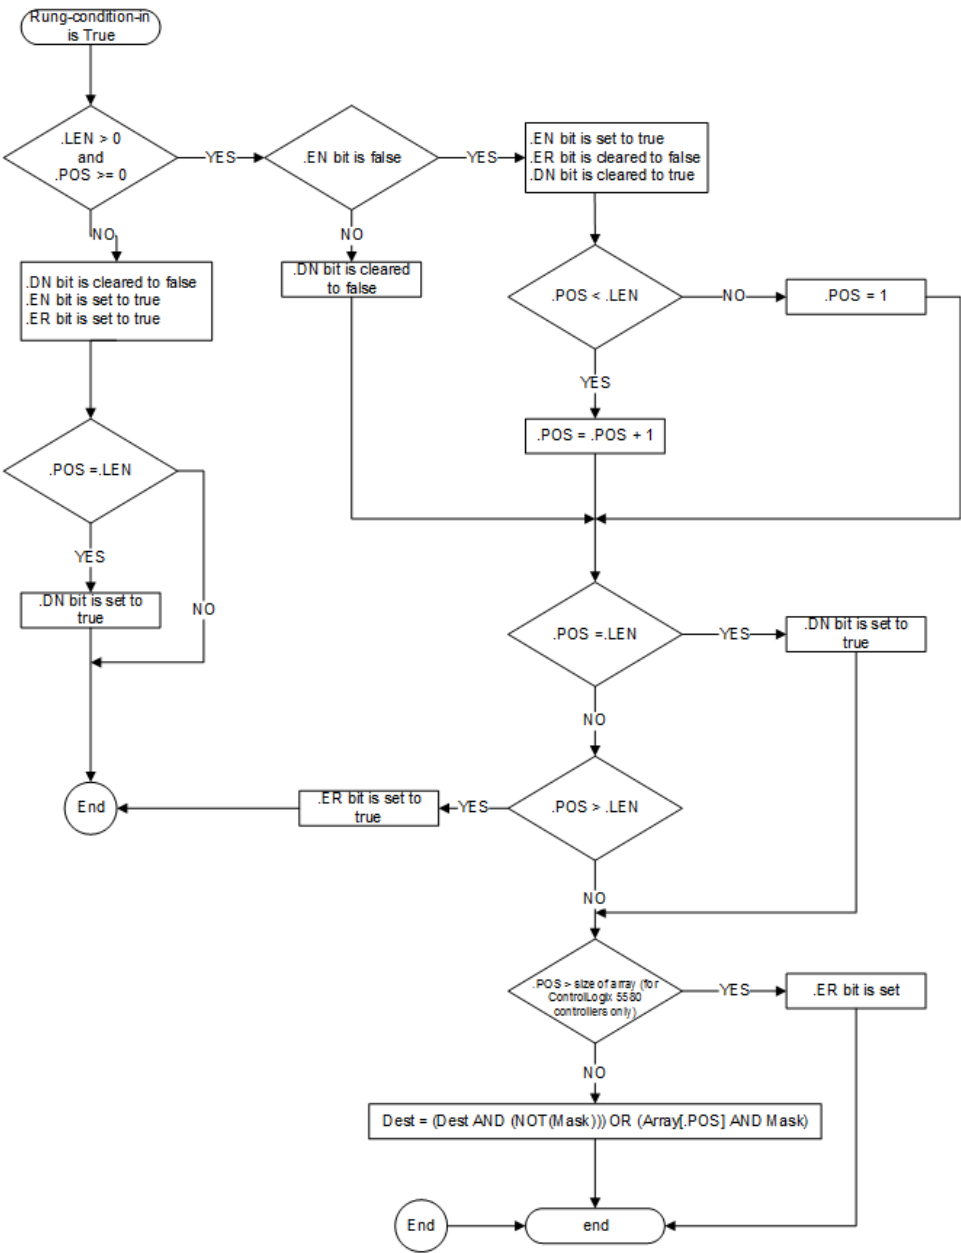 Rung-condition-in
is True
.LEN > 0
and
.POS >= 0
YES
.EN bit is false
YES
.EN bit is set to true
.ER bit is cleared to false
.DN bit is cleared to true
NO
NO
.DN bit is cleared to false
.EN bit is set to true
.ER bit is set to true
.DN bit is cleared
to false
.POS < .LEN
NO
.POS = 1
YES
.POS = .POS + 1
.POS =.LEN
YES
NO
.DN bit is set to
true
.POS =.LEN
YES
.DN bit is set to
true
NO
End
.ER bit is set to
true
YES
.POS > .LEN
NO
.POS > size of array (for
ControlLogix 5580
controllers only)
YES
.ER bit is set
NO
Dest = (Dest AND (NOT(Mask))) OR (Array[.POS] AND Mask)
End
end